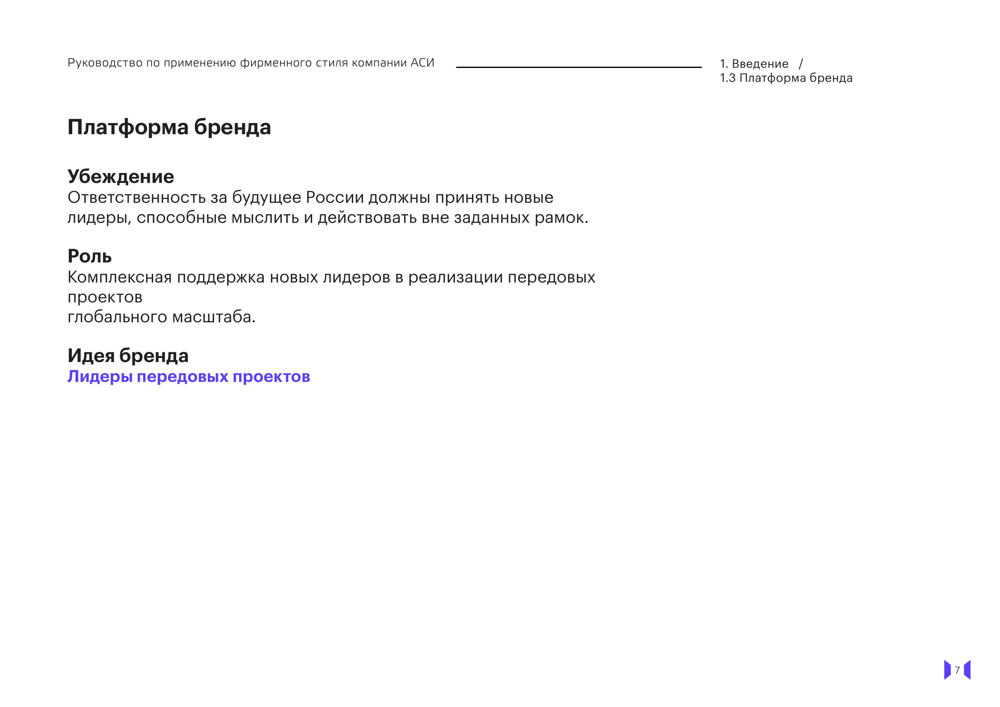 Руководство по применению фирменного стиля компании АСИ
1. Введение /
1.3 Платформа бренда
Платформа бренда
Убеждение
Ответственность за будущее России должны принять новые
лидеры, способные мыслить и действовать вне заданных рамок.
Роль
Комплексная поддержка новых лидеров в реализации передовых
проектов
глобального масштаба.
Идея бренда
Лидеры передовых проектов
7